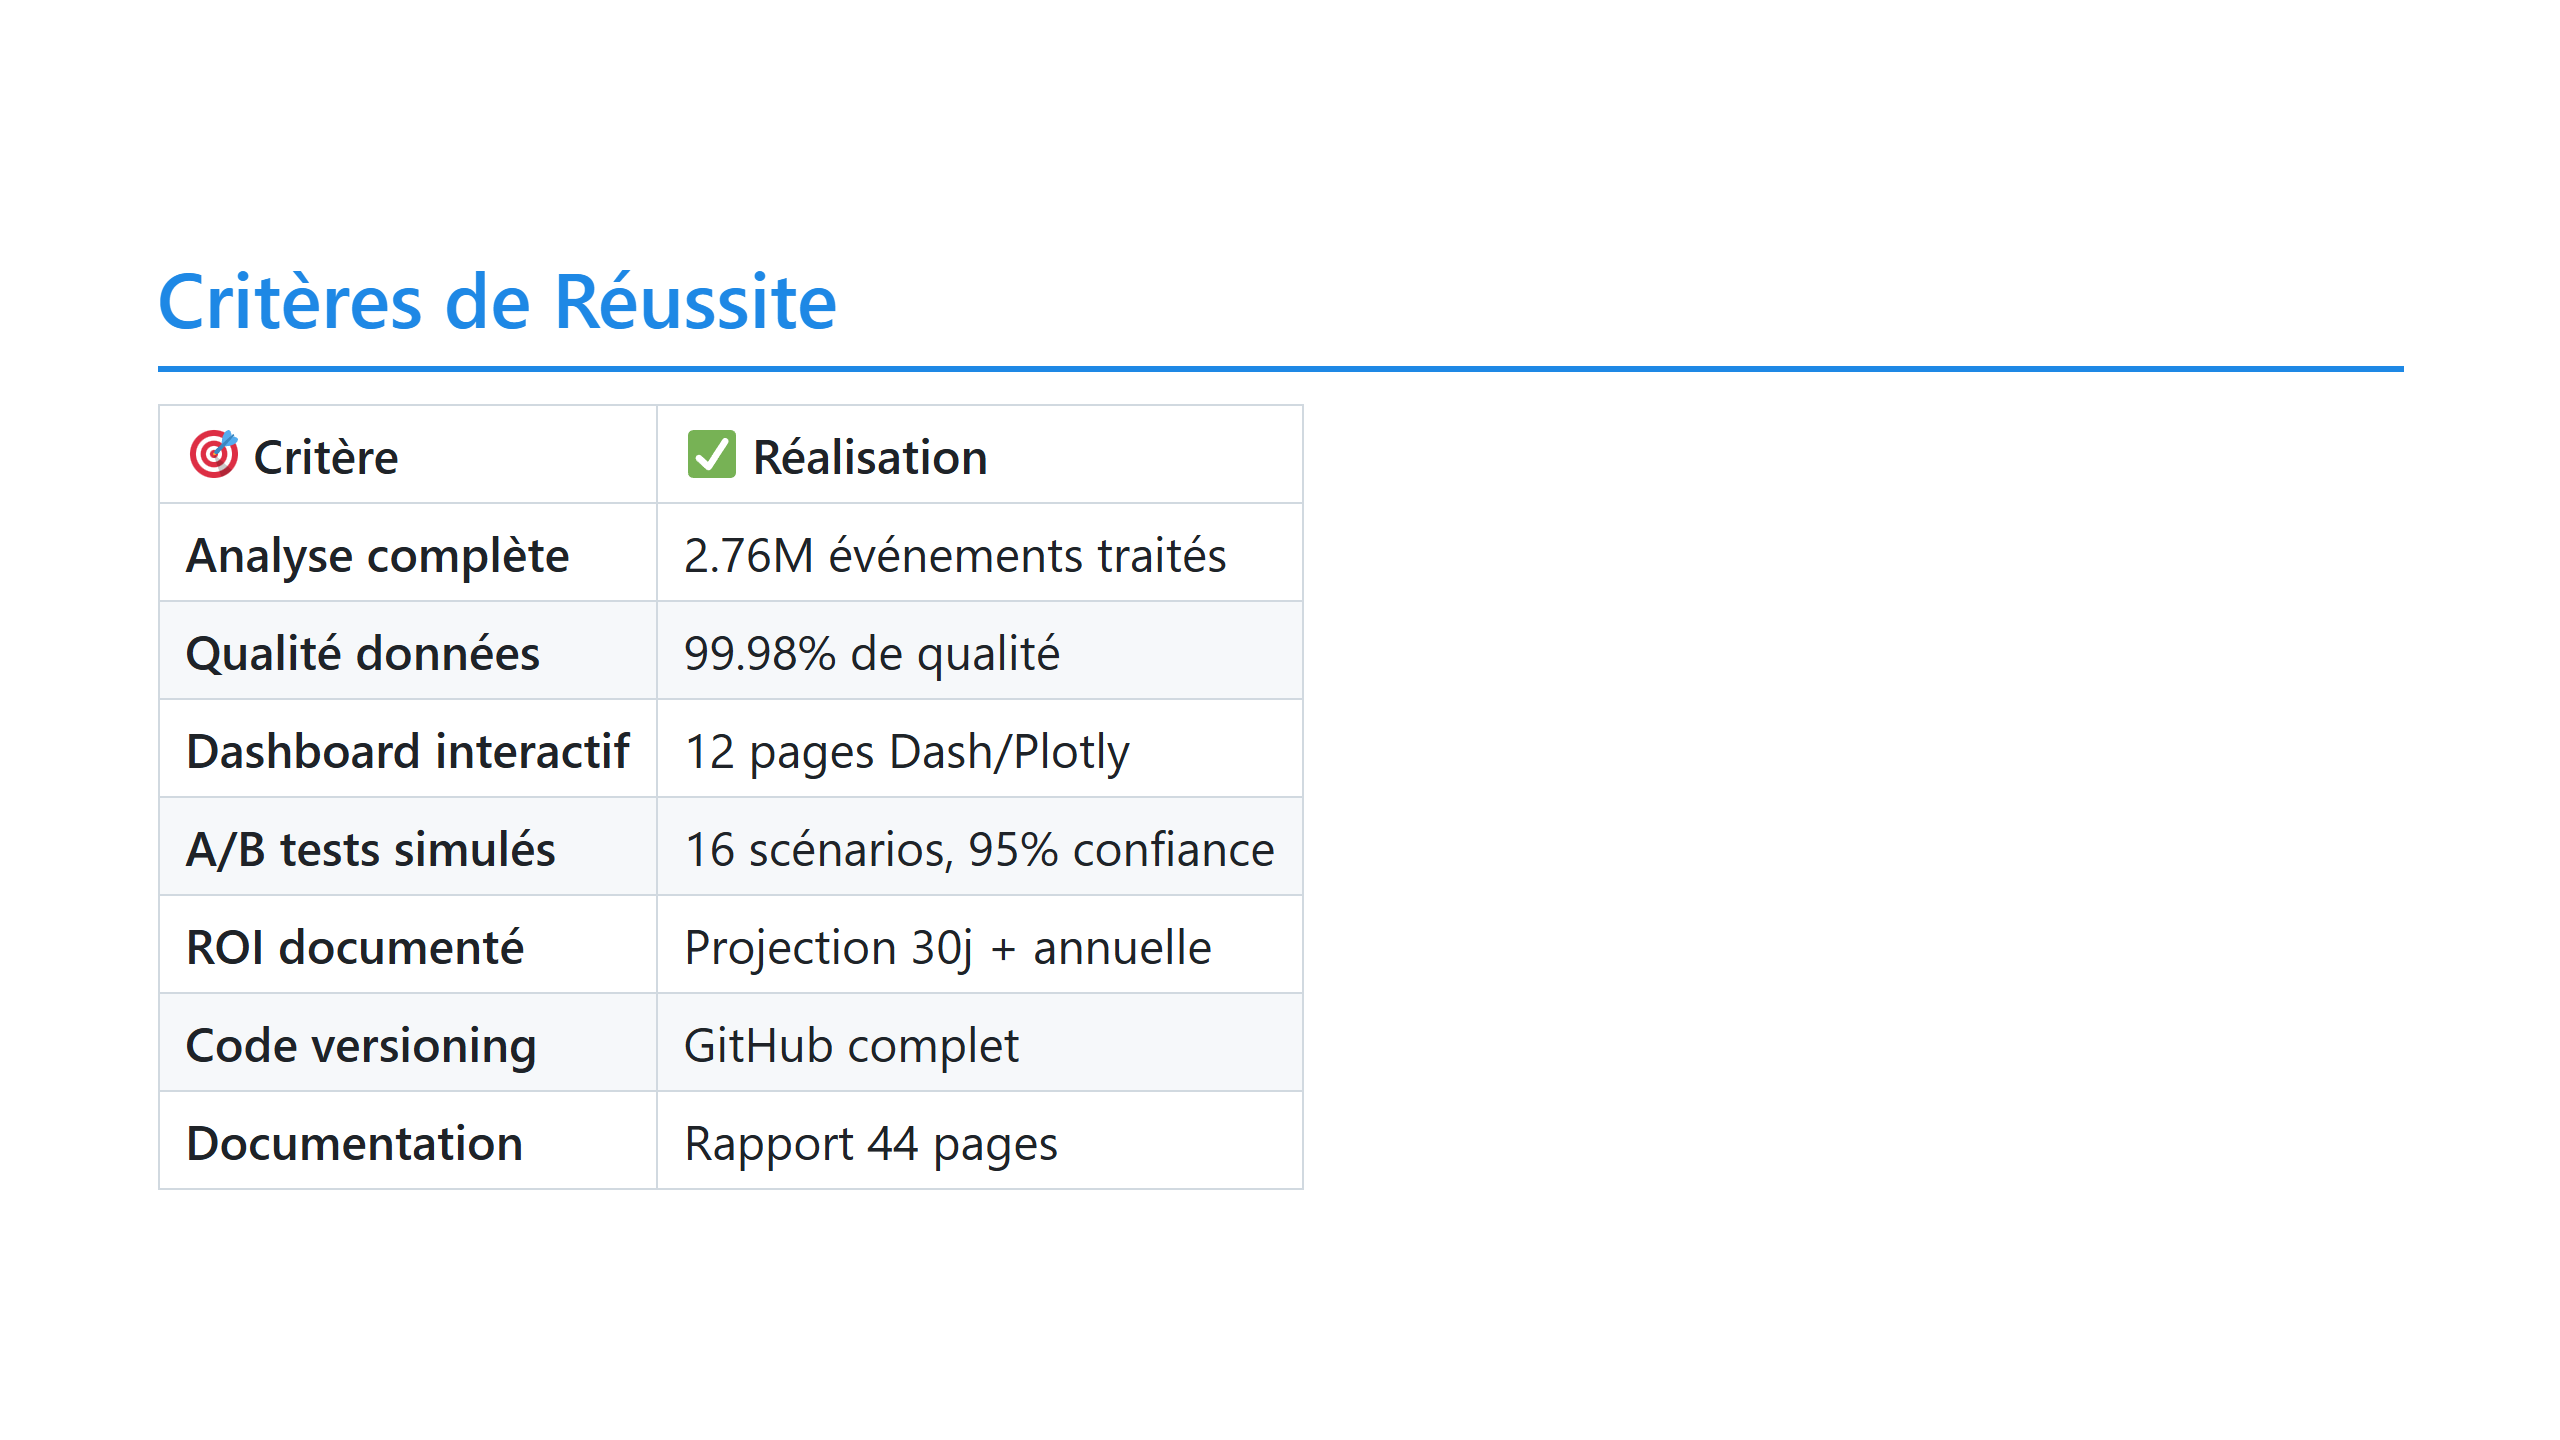 Critères de Réussite
🎯 Critère ✅ Réalisation
Analyse complète 2.76M événements traités
Qualité données 99.98% de qualité
Dashboard interactif 12 pages Dash/Plotly
A/B tests simulés 16 scénarios, 95% confiance
ROI documenté Projection 30j + annuelle
Code versioning GitHub complet
Documentation Rapport 44 pages